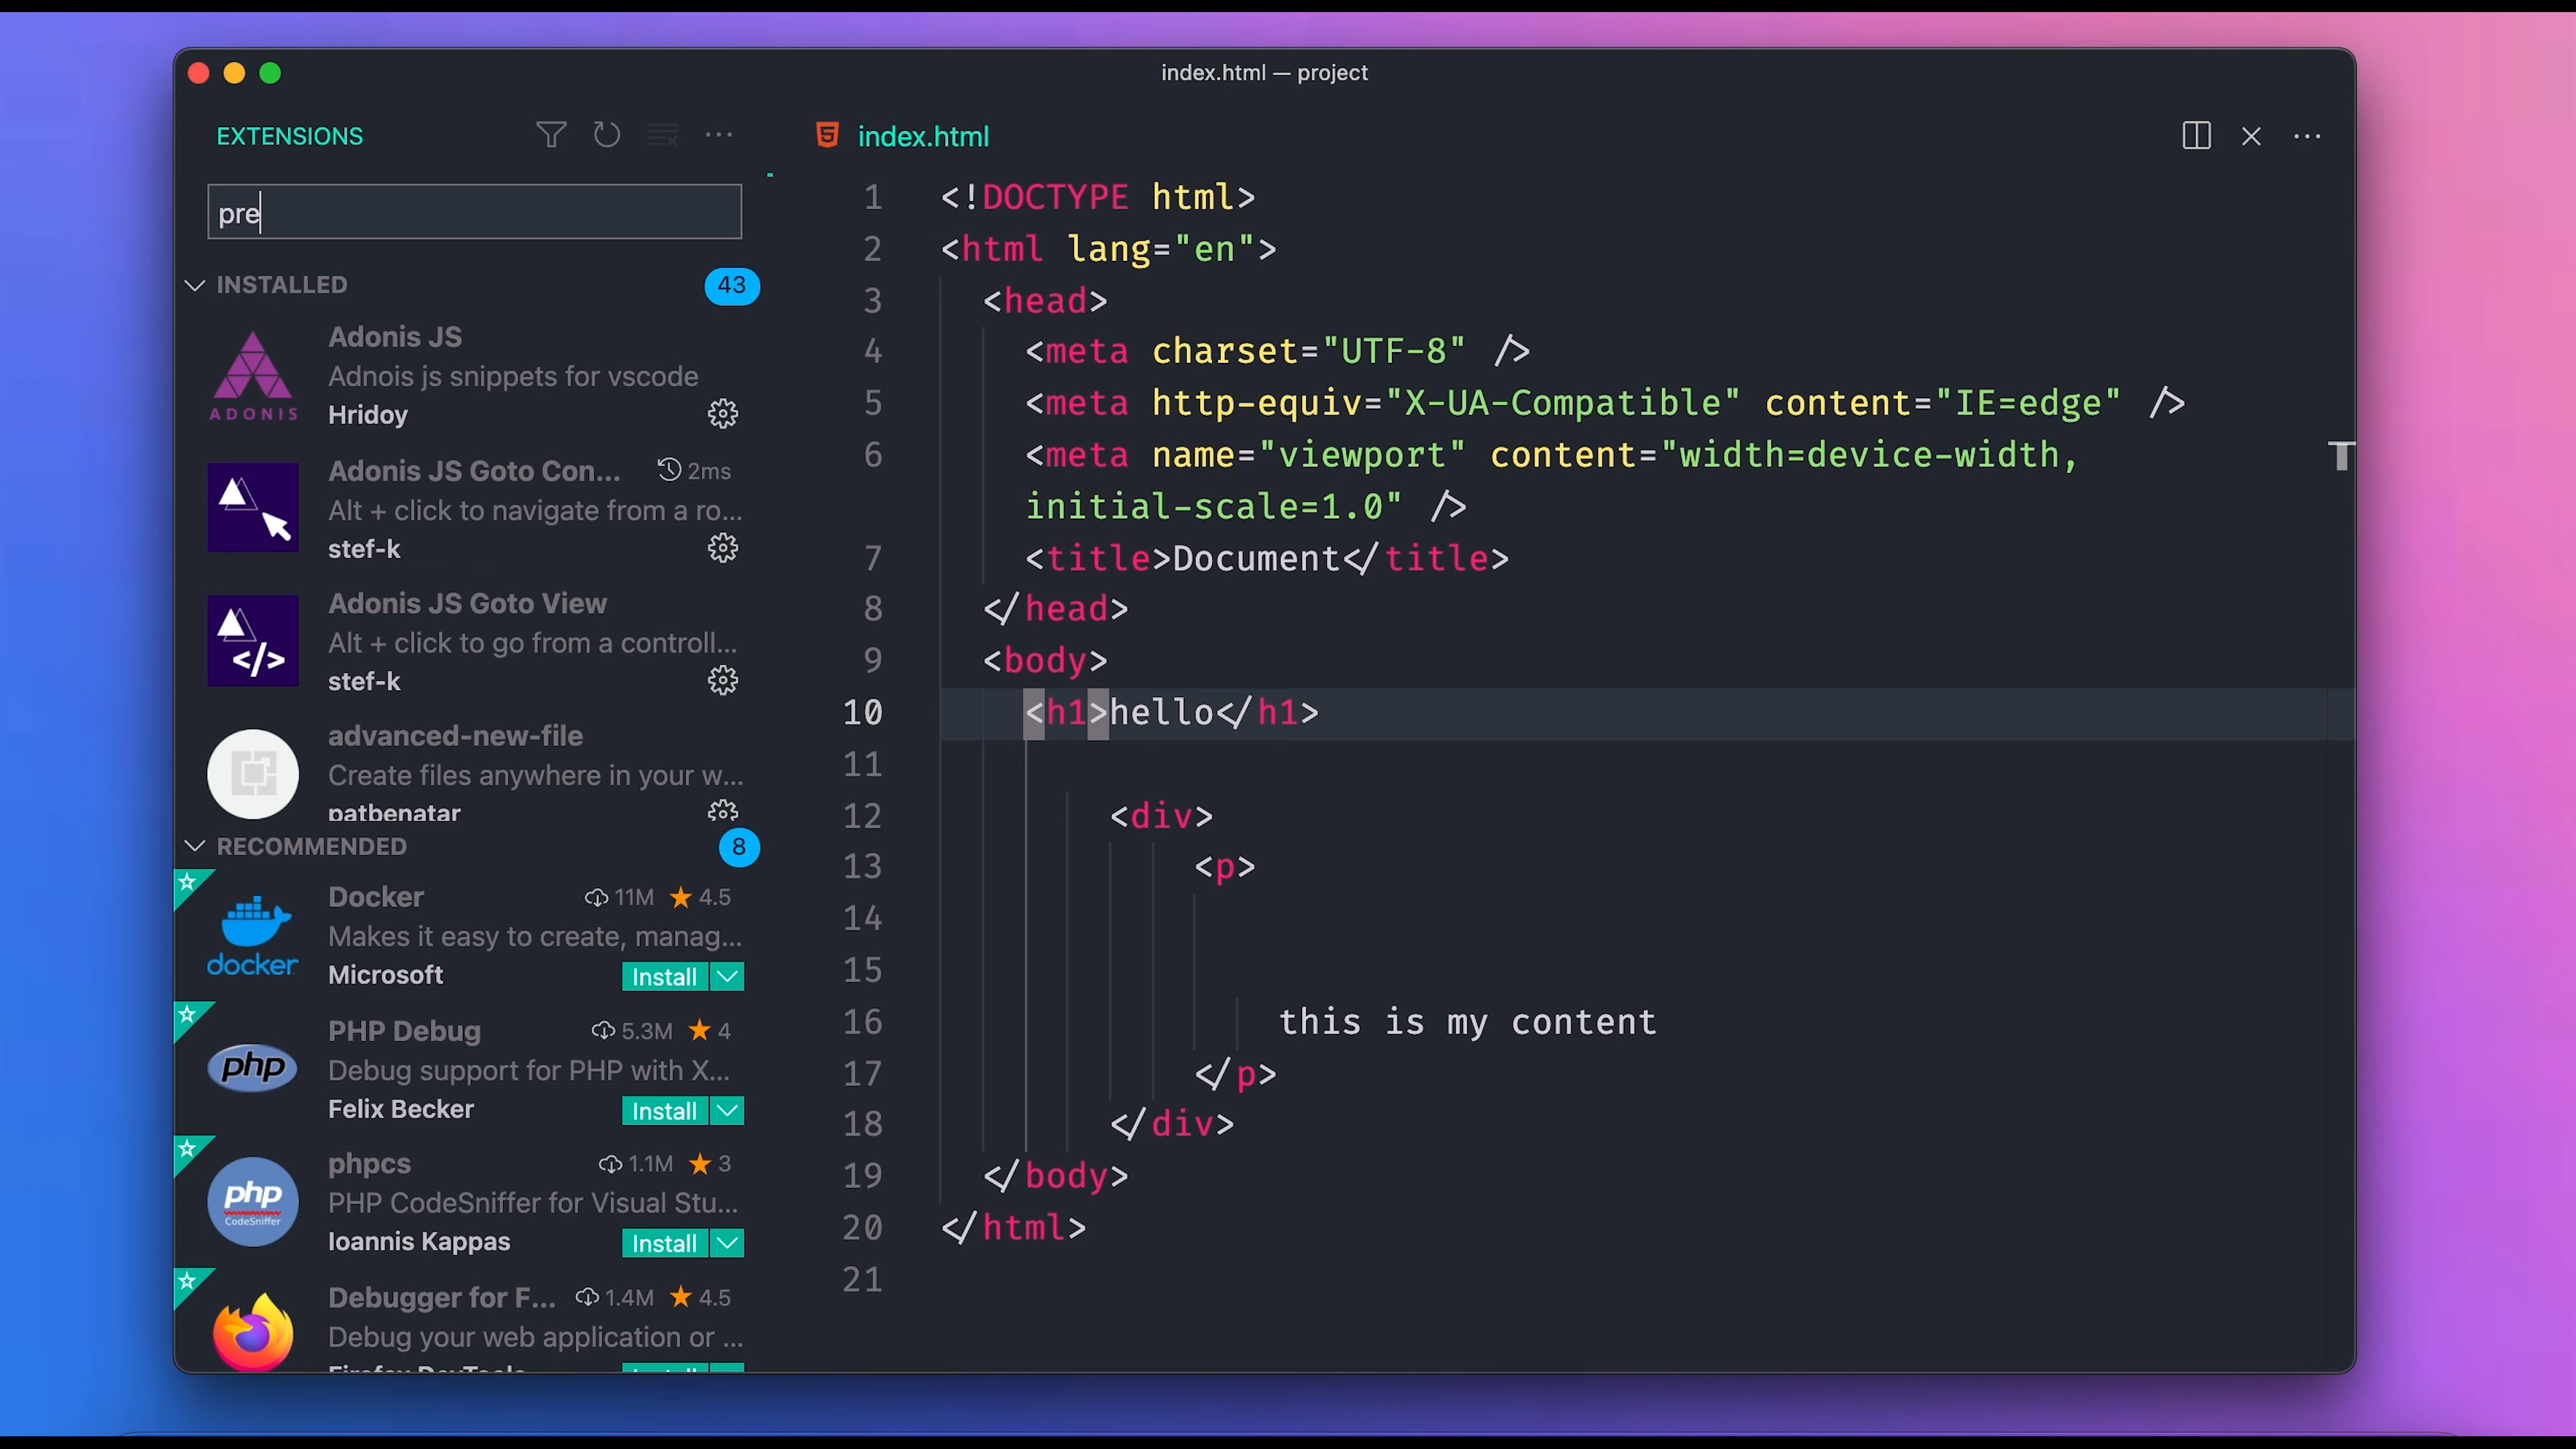 index.html — project
EXTENSIONS
pre
INSTALLED 43
Adonis JS
Adnois js snippets for vscode
Hridoy
ADONIS
Adonis JS Goto Con... 2ms
Alt + click to navigate from a ro...
stef-k
Adonis JS Goto View
Alt + click to go from a controll...
stef-k
advanced-new-file
Create files anywhere in your w...
patbenatar
RECOMMENDED 8
Docker 11M 4.5
Makes it easy to create, manag...
Microsoft Install
docker
PHP Debug 5.3M 4
Debug support for PHP with X...
Felix Becker Install
php
phpcs 1.1M 3
PHP CodeSniffer for Visual Stu...
Ioannis Kappas Install
php
CodeSniffer
Debugger for F... 1.4M 4.5
Debug your web application or ...
Firefox DevTools Install
index.html
1 <!DOCTYPE html>
2 <html lang="en">
3 <head>
4 <meta charset="UTF-8" />
5 <meta http-equiv="X-UA-Compatible" content="IE=edge" />
6 <meta name="viewport" content="width=device-width,
initial-scale=1.0" />
7 <title>Document</title>
8 </head>
9 <body>
10 <h1>hello</h1>
11
12 <div>
13 <p>
14
15
16 this is my content
17 </p>
18 </div>
19 </body>
20 </html>
21